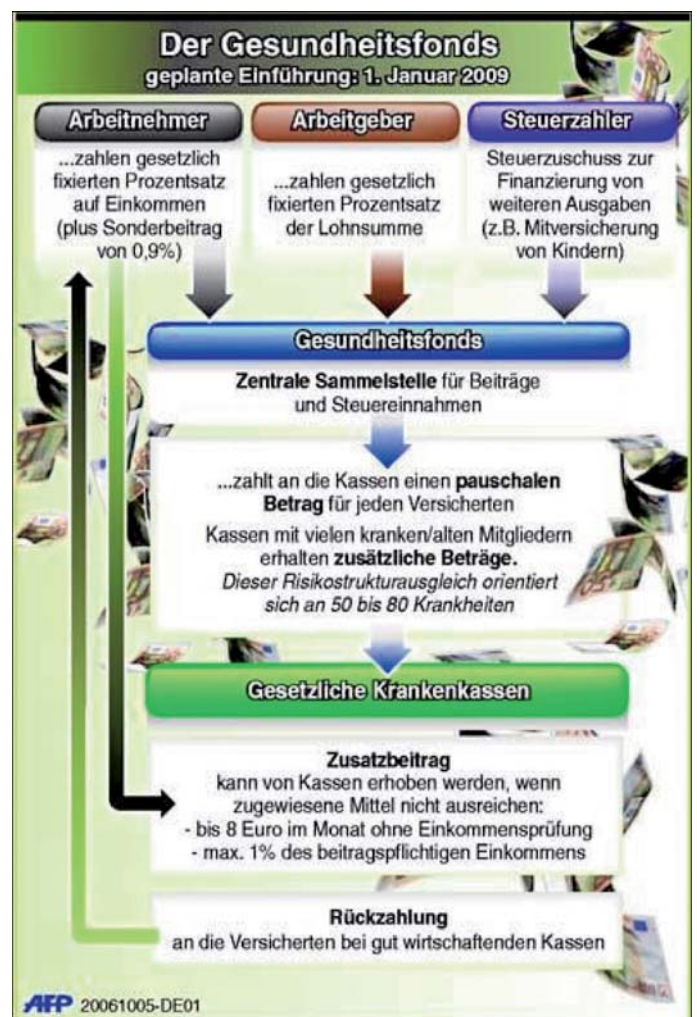 Der Gesundheitsfonds
geplante Einführung: 1. Januar 2009
Arbeitnehmer
...zahlen gesetzlich
fixierten Prozentsatz
auf Einkommen
(plus Sonderbeitrag
von 0,9%)
Arbeitgeber
...zahlen gesetzlich
fixierten Prozentsatz
der Lohnsumme
Steuerzahler
Steuerzuschuss zur
Finanzierung von
weiteren Ausgaben
(z.B. Mitversicherung
von Kindern)
Gesundheitsfonds
Zentrale Sammelstelle für Beiträge
und Steuereinnahmen
...zahlt an die Kassen einen pauschalen
Betrag für jeden Versicherten
Kassen mit vielen kranken/alten Mitgliedern
erhalten zusätzliche Beträge.
Dieser Risikostrukturausgleich orientiert
sich an 50 bis 80 Krankheiten
Gesetzliche Krankenkassen
Zusatzbeitrag
kann von Kassen erhoben werden, wenn
zugewiesene Mittel nicht ausreichen:
- bis 8 Euro im Monat ohne Einkommensprüfung
- max. 1% des beitragspflichtigen Einkommens
Rückzahlung
an die Versicherten bei gut wirtschaftenden Kassen
AFP 20061005-DE01